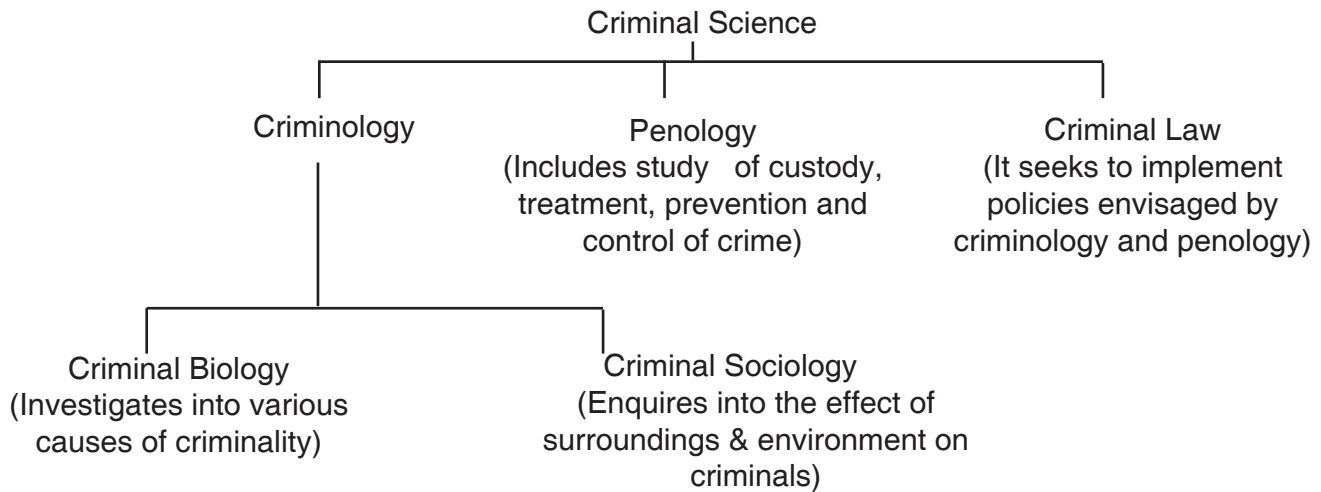 Criminal Science
Criminology
Penology
(Includes study of custody,
treatment, prevention and
control of crime)
Criminal Law
(It seeks to implement
policies envisaged by
criminology and penology)
Criminal Biology
(Investigates into various
causes of criminality)
Criminal Sociology
(Enquires into the effect of
surroundings & environment on
criminals)